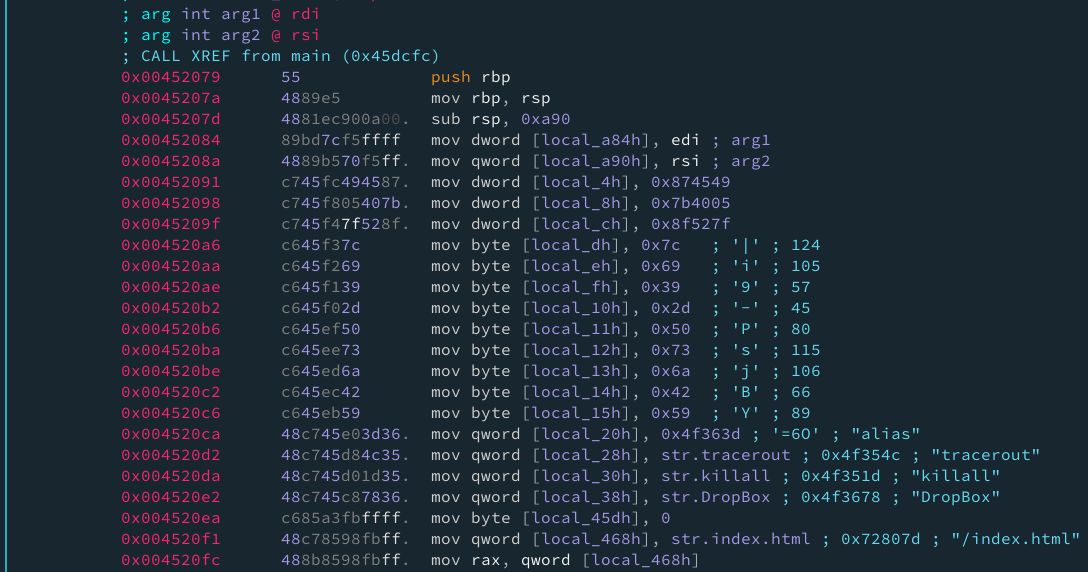 ; arg int arg1 @ rdi
; arg int arg2 @ rsi
; CALL XREF from main (0x45dcfc)
0x00452079 55 push rbp
0x0045207a 4889e5 mov rbp, rsp
0x0045207d 4881ec900a00. sub rsp, 0xa90
0x00452084 89bd7cf5ffff mov dword [local_a84h], edi ; arg1
0x0045208a 4889b570f5ff. mov qword [local_a90h], rsi ; arg2
0x00452091 c745fc494587. mov dword [local_4h], 0x874549
0x00452098 c745f805407b. mov dword [local_8h], 0x7b4005
0x0045209f c745f47f528f. mov dword [local_ch], 0x8f527f
0x004520a6 c645f37c mov byte [local_dh], 0x7c ; '|' ; 124
0x004520aa c645f269 mov byte [local_eh], 0x69 ; 'i' ; 105
0x004520ae c645f139 mov byte [local_fh], 0x39 ; '9' ; 57
0x004520b2 c645f02d mov byte [local_10h], 0x2d ; '-' ; 45
0x004520b6 c645ef50 mov byte [local_11h], 0x50 ; 'P' ; 80
0x004520ba c645ee73 mov byte [local_12h], 0x73 ; 's' ; 115
0x004520be c645ed6a mov byte [local_13h], 0x6a ; 'j' ; 106
0x004520c2 c645ec42 mov byte [local_14h], 0x42 ; 'B' ; 66
0x004520c6 c645eb59 mov byte [local_15h], 0x59 ; 'Y' ; 89
0x004520ca 48c745e03d36. mov qword [local_20h], 0x4f363d ; '=6O' ; "alias"
0x004520d2 48c745d84c35. mov qword [local_28h], str.tracerout ; 0x4f354c ; "tracerout"
0x004520da 48c745d01d35. mov qword [local_30h], str.killall ; 0x4f351d ; "killall"
0x004520e2 48c745c87836. mov qword [local_38h], str.DropBox ; 0x4f3678 ; "DropBox"
0x004520ea c685a3fbffff. mov byte [local_45dh], 0
0x004520f1 48c78598fbff. mov qword [local_468h], str.index.html ; 0x72807d ; "/index.html"
0x004520fc 488b8598fbff. mov rax, qword [local_468h]